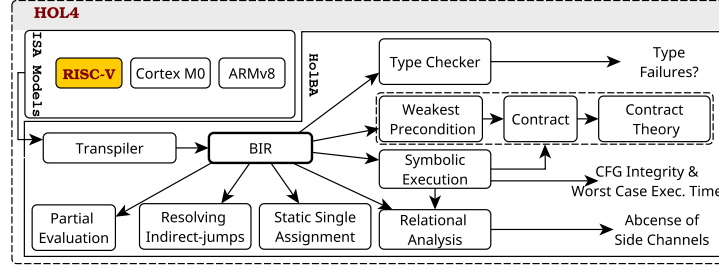 HOL4
ISA Models
RISC-V
Cortex M0
ARMv8
HolBA
Type Checker
Type
Failures?
Weakest
Precondition
Contract
Contract
Theory
Transpiler
BIR
Symbolic
Execution
CFG Integrity &
Worst Case Exec. Time
Partial
Evaluation
Resolving
Indirect-jumps
Static Single
Assignment
Relational
Analysis
Abcense of
Side Channels